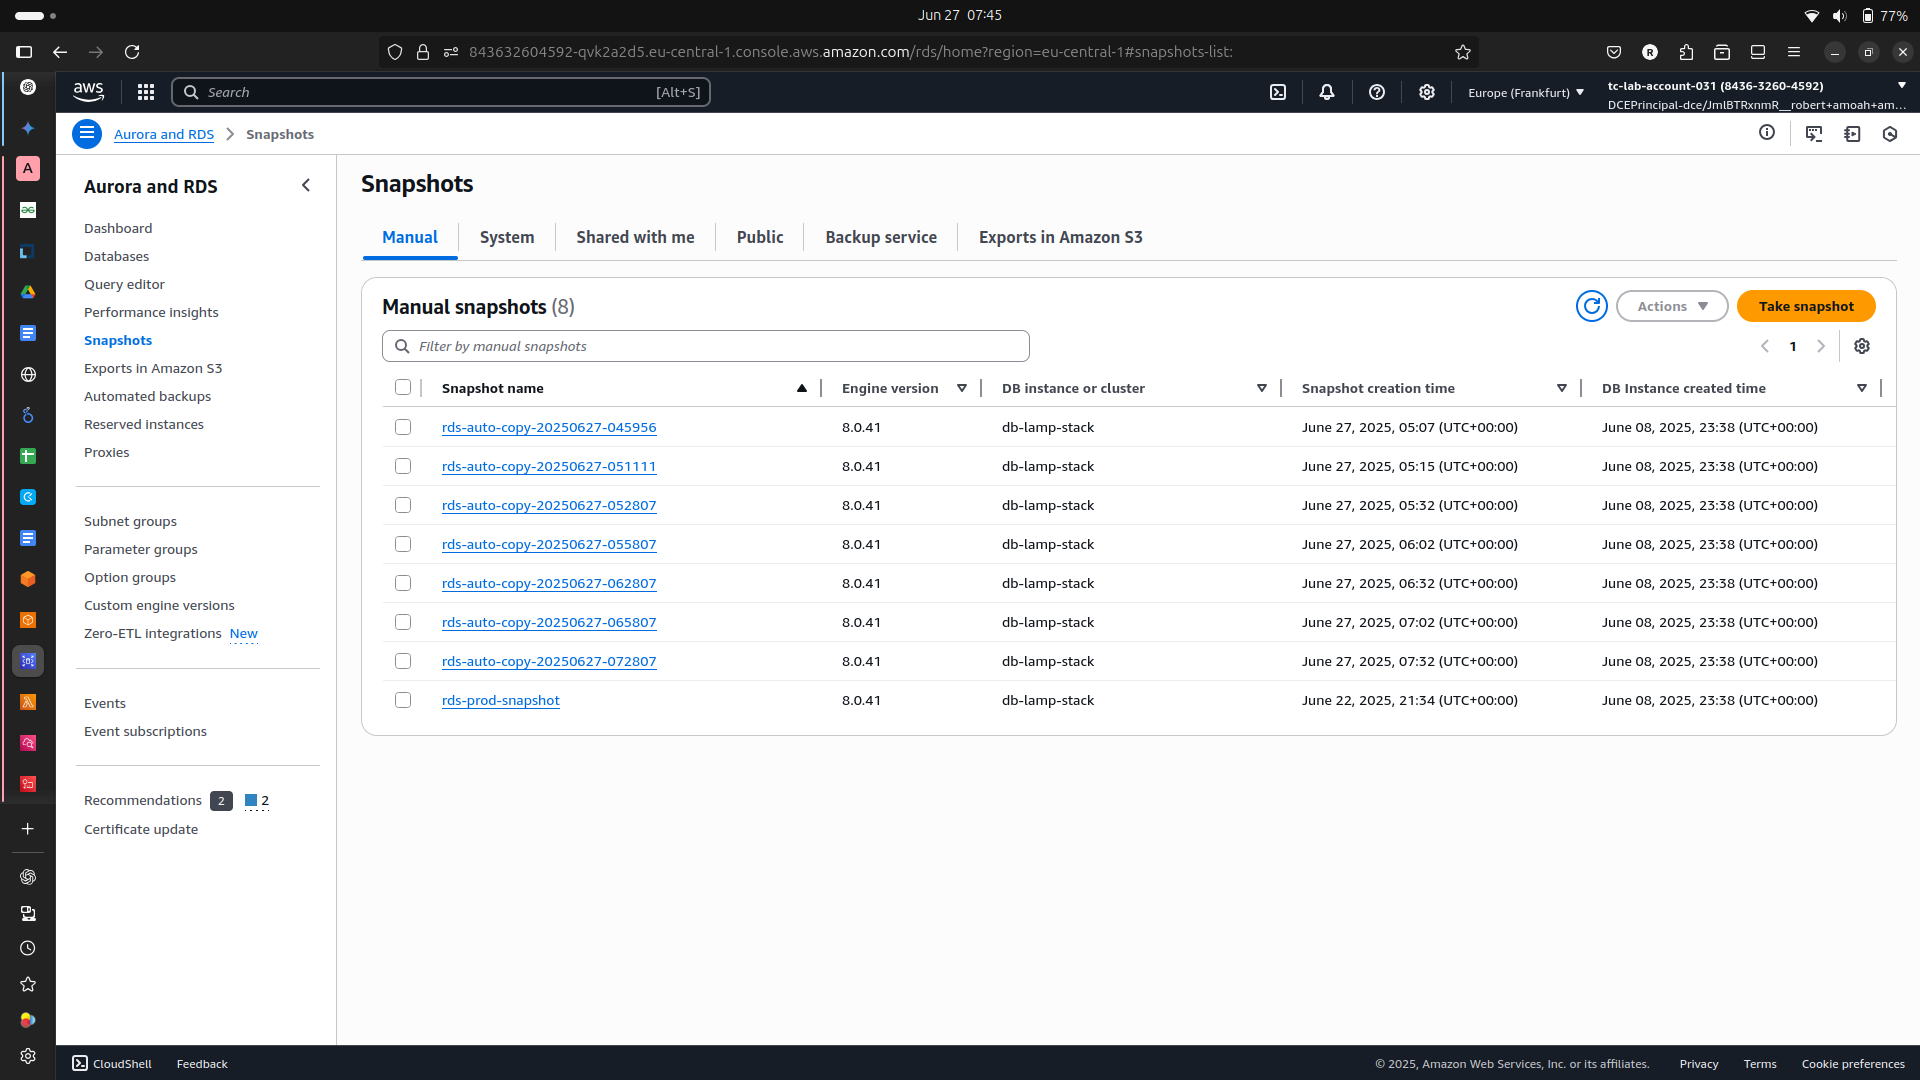 Jun 27 07:45
77%
843632604592-qvk2a2d5.eu-central-1.console.aws.amazon.com/rds/home?region=eu-central-1#snapshots-list:
R
aws
Search
[Alt+S]
Europe (Frankfurt)
tc-lab-account-031 (8436-3260-4592)
DCEPrincipal-dce/JmlBTRxnmR__robert+amoah+am...
Aurora and RDS
Snapshots
A
Aurora and RDS
Dashboard
Databases
Query editor
Performance insights
Snapshots
Exports in Amazon S3
Automated backups
Reserved instances
Proxies
Subnet groups
Parameter groups
Option groups
Custom engine versions
Zero-ETL integrations New
Events
Event subscriptions
Recommendations 2 2
Certificate update
Snapshots
Manual
System
Shared with me
Public
Backup service
Exports in Amazon S3
Manual snapshots (8)
Actions
Take snapshot
Filter by manual snapshots
1
Snapshot name Engine version DB instance or cluster Snapshot creation time DB Instance created time
rds-auto-copy-20250627-045956 8.0.41 db-lamp-stack June 27, 2025, 05:07 (UTC+00:00) June 08, 2025, 23:38 (UTC+00:00)
rds-auto-copy-20250627-051111 8.0.41 db-lamp-stack June 27, 2025, 05:15 (UTC+00:00) June 08, 2025, 23:38 (UTC+00:00)
rds-auto-copy-20250627-052807 8.0.41 db-lamp-stack June 27, 2025, 05:32 (UTC+00:00) June 08, 2025, 23:38 (UTC+00:00)
rds-auto-copy-20250627-055807 8.0.41 db-lamp-stack June 27, 2025, 06:02 (UTC+00:00) June 08, 2025, 23:38 (UTC+00:00)
rds-auto-copy-20250627-062807 8.0.41 db-lamp-stack June 27, 2025, 06:32 (UTC+00:00) June 08, 2025, 23:38 (UTC+00:00)
rds-auto-copy-20250627-065807 8.0.41 db-lamp-stack June 27, 2025, 07:02 (UTC+00:00) June 08, 2025, 23:38 (UTC+00:00)
rds-auto-copy-20250627-072807 8.0.41 db-lamp-stack June 27, 2025, 07:32 (UTC+00:00) June 08, 2025, 23:38 (UTC+00:00)
rds-prod-snapshot 8.0.41 db-lamp-stack June 22, 2025, 21:34 (UTC+00:00) June 08, 2025, 23:38 (UTC+00:00)
CloudShell
Feedback
© 2025, Amazon Web Services, Inc. or its affiliates.
Privacy
Terms
Cookie preferences